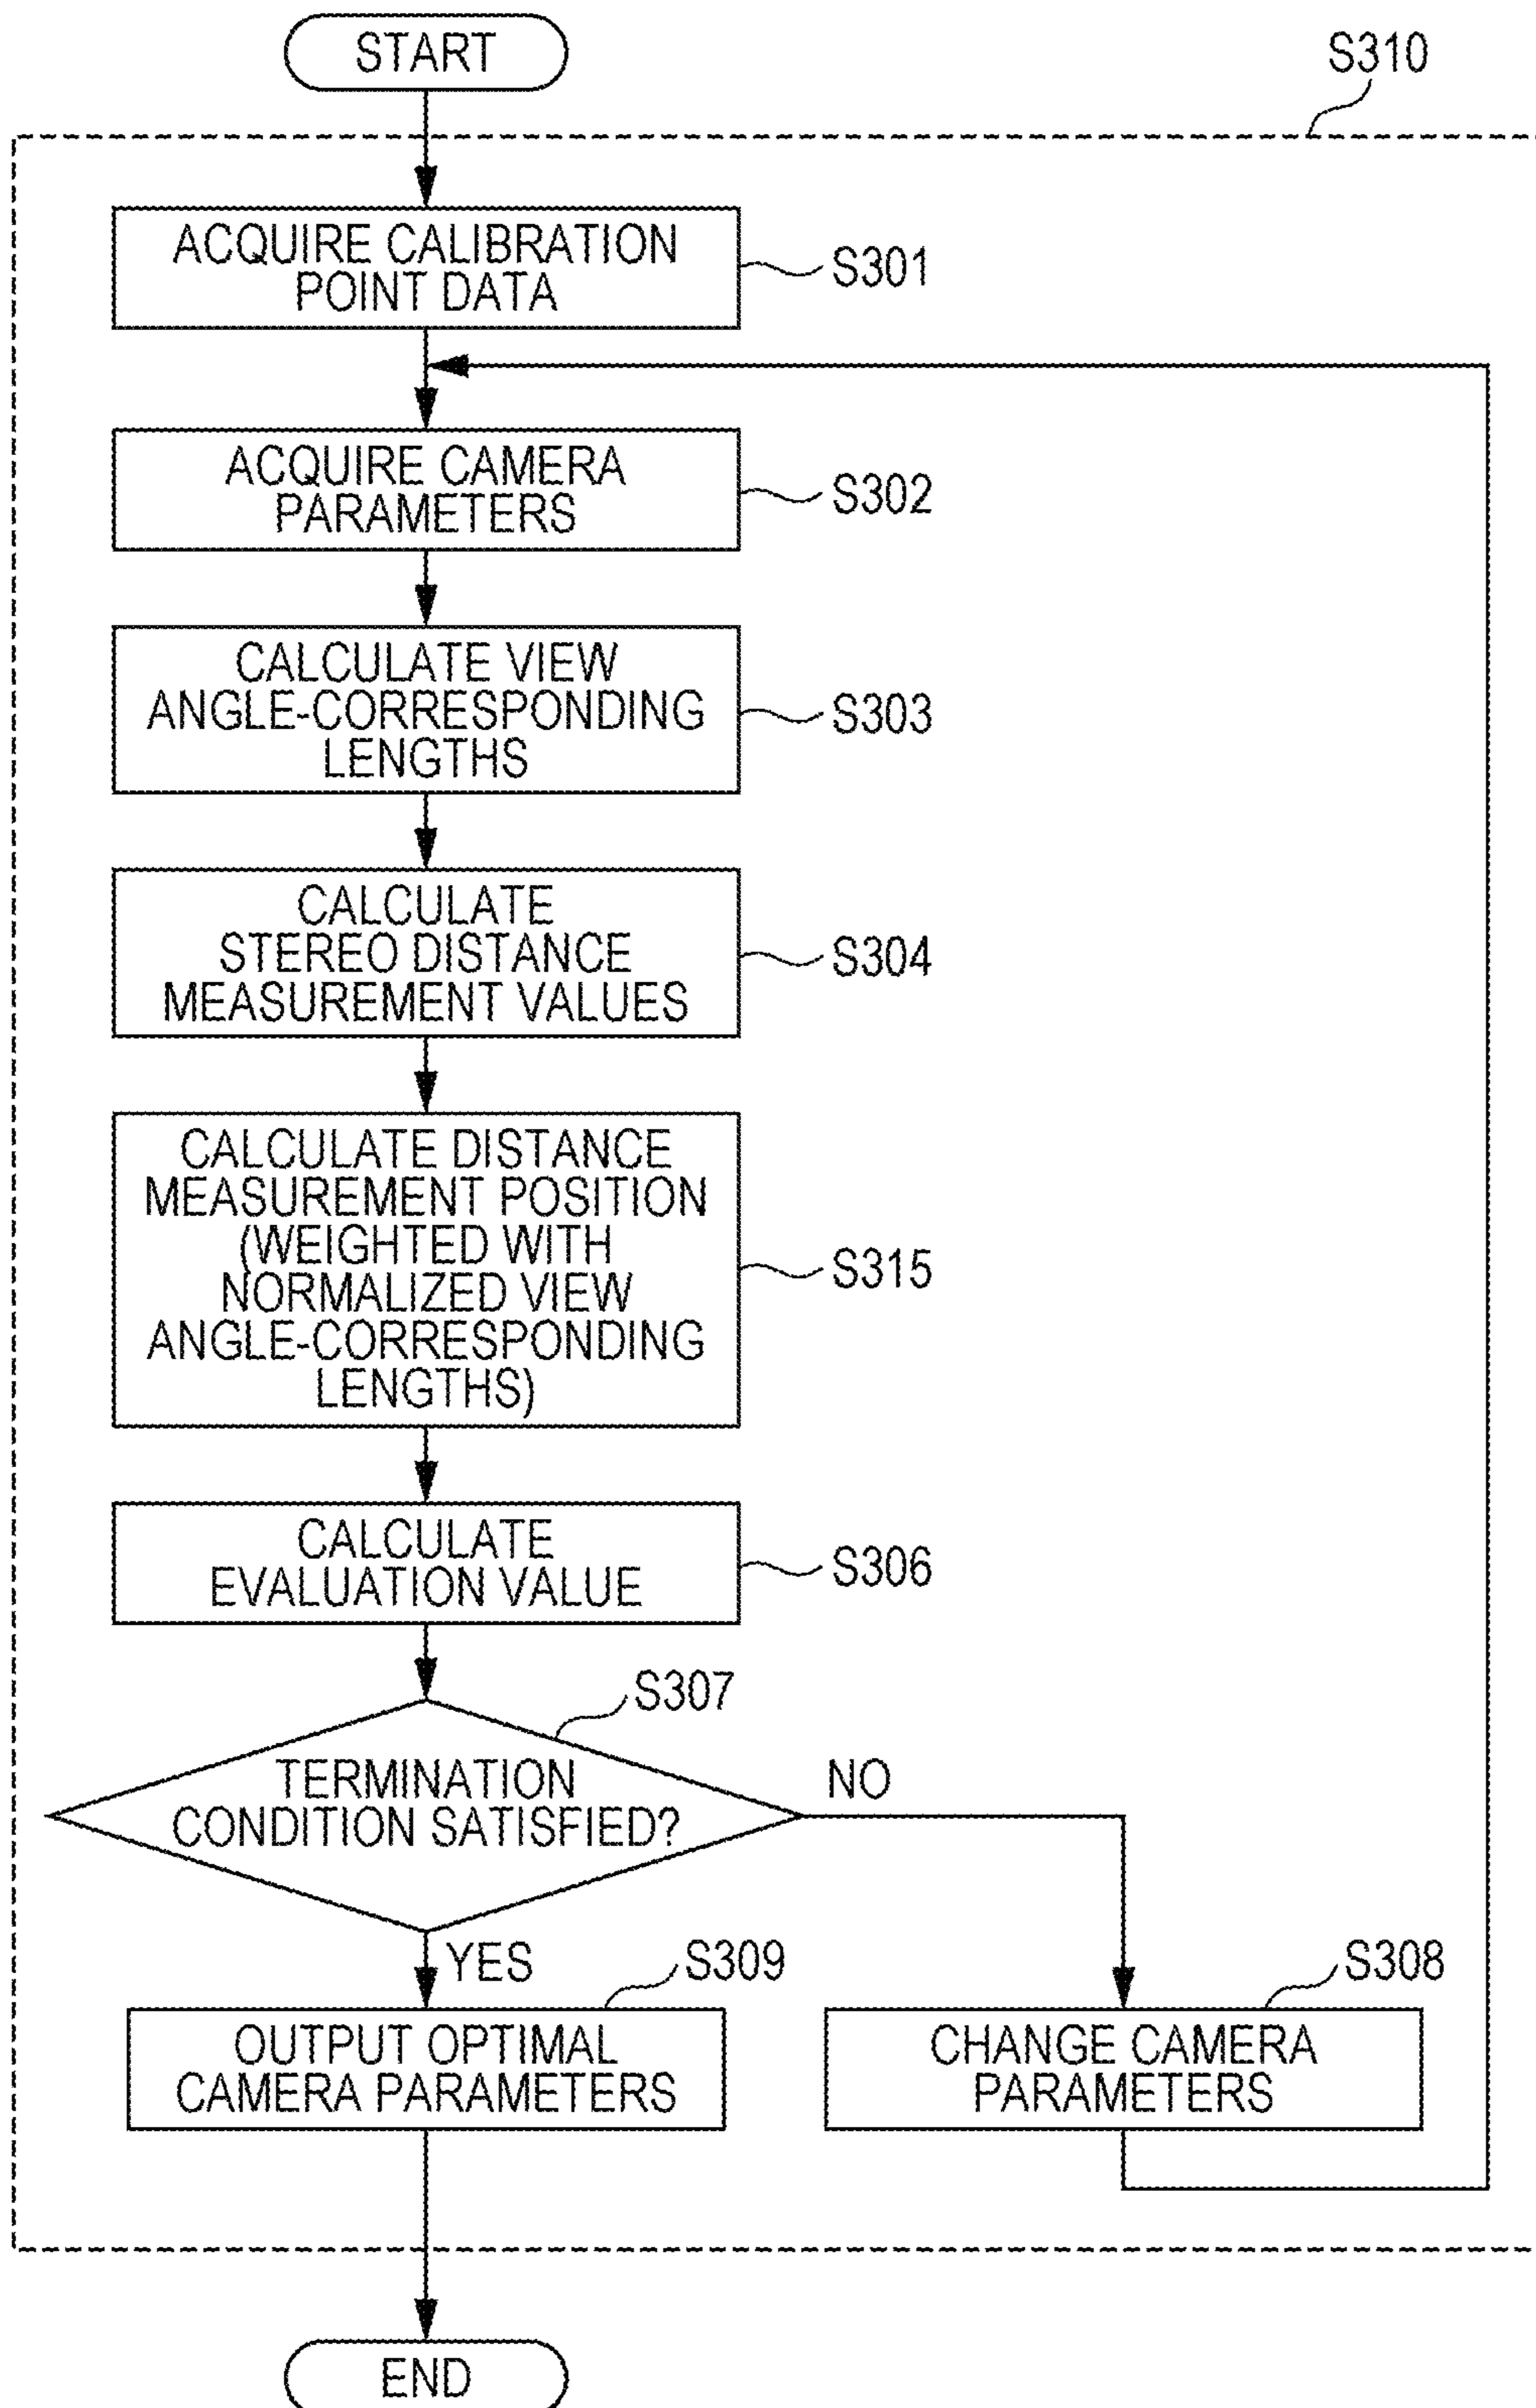 START
S310
ACQUIRE CALIBRATION
POINT DATA
S301
ACQUIRE CAMERA
PARAMETERS
S302
CALCULATE VIEW
ANGLE-CORRESPONDING
LENGTHS
S303
CALCULATE
STEREO DISTANCE
MEASUREMENT VALUES
S304
CALCULATE DISTANCE
MEASUREMENT POSITION
(WEIGHTED WITH
NORMALIZED VIEW
ANGLE-CORRESPONDING
LENGTHS)
S315
CALCULATE
EVALUATION VALUE
S306
S307
TERMINATION
CONDITION SATISFIED?
NO
YES
S309
S308
OUTPUT OPTIMAL
CAMERA PARAMETERS
CHANGE CAMERA
PARAMETERS
END